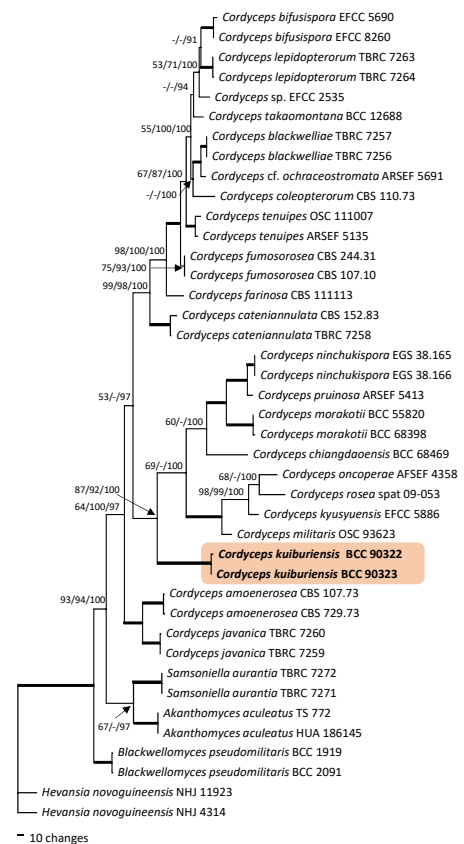 Cordyceps bifusispora EFCC 5690
-/-/91
Cordyceps bifusispora EFCC 8260
Cordyceps lepidopterorum TBRC 7263
53/71/100
Cordyceps lepidopterorum TBRC 7264
-/-/94
Cordyceps sp. EFCC 2535
Cordyceps takaomontana BCC 12688
55/100/100
Cordyceps blackwelliae TBRC 7257
Cordyceps blackwelliae TBRC 7256
67/87/100
Cordyceps cf. ochraceostromata ARSEF 5691
-/-/100
Cordyceps coleopterorum CBS 110.73
Cordyceps tenuipes OSC 111007
Cordyceps tenuipes ARSEF 5135
98/100/100
Cordyceps fumosorosea CBS 244.31
75/93/100
Cordyceps fumosorosea CBS 107.10
99/98/100
Cordyceps farinosa CBS 111113
Cordyceps cateniannulata CBS 152.83
Cordyceps cateniannulata TBRC 7258
Cordyceps ninchukispora EGS 38.165
Cordyceps ninchukispora EGS 38.166
53/-/97
Cordyceps pruinosa ARSEF 5413
Cordyceps morakotii BCC 55820
60/-/100
Cordyceps morakotii BCC 68398
Cordyceps chiangdaoensis BCC 68469
69/-/100
68/-/100
Cordyceps oncoperae AFSEF 4358
98/99/100
Cordyceps rosea spat 09-053
87/92/100
64/100/97
Cordyceps kyusyuensis EFCC 5886
Cordyceps militaris OSC 93623
Cordyceps kuiburiensis BCC 90322
Cordyceps kuiburiensis BCC 90323
Cordyceps amoenerosea CBS 107.73
93/94/100
Cordyceps amoenerosea CBS 729.73
Cordyceps javanica TBRC 7260
Cordyceps javanica TBRC 7259
Samsoniella aurantia TBRC 7272
Samsoniella aurantia TBRC 7271
Akanthomyces aculeatus TS 772
67/-/97
Akanthomyces aculeatus HUA 186145
Blackwellomyces pseudomilitaris BCC 1919
Blackwellomyces pseudomilitaris BCC 2091
Hevansia novoguineensis NHJ 11923
Hevansia novoguineensis NHJ 4314
10 changes